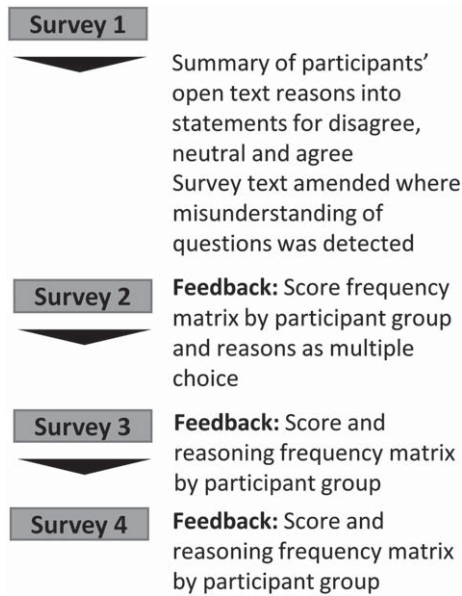 Survey 1
Summary of participants'
open text reasons into
statements for disagree,
neutral and agree
Survey text amended where
misunderstanding of
questions was detected
Survey 2
Feedback: Score frequency
matrix by participant group
and reasons as multiple
choice
Survey 3
Feedback: Score and
reasoning frequency matrix
by participant group
Survey 4
Feedback: Score and
reasoning frequency matrix
by participant group